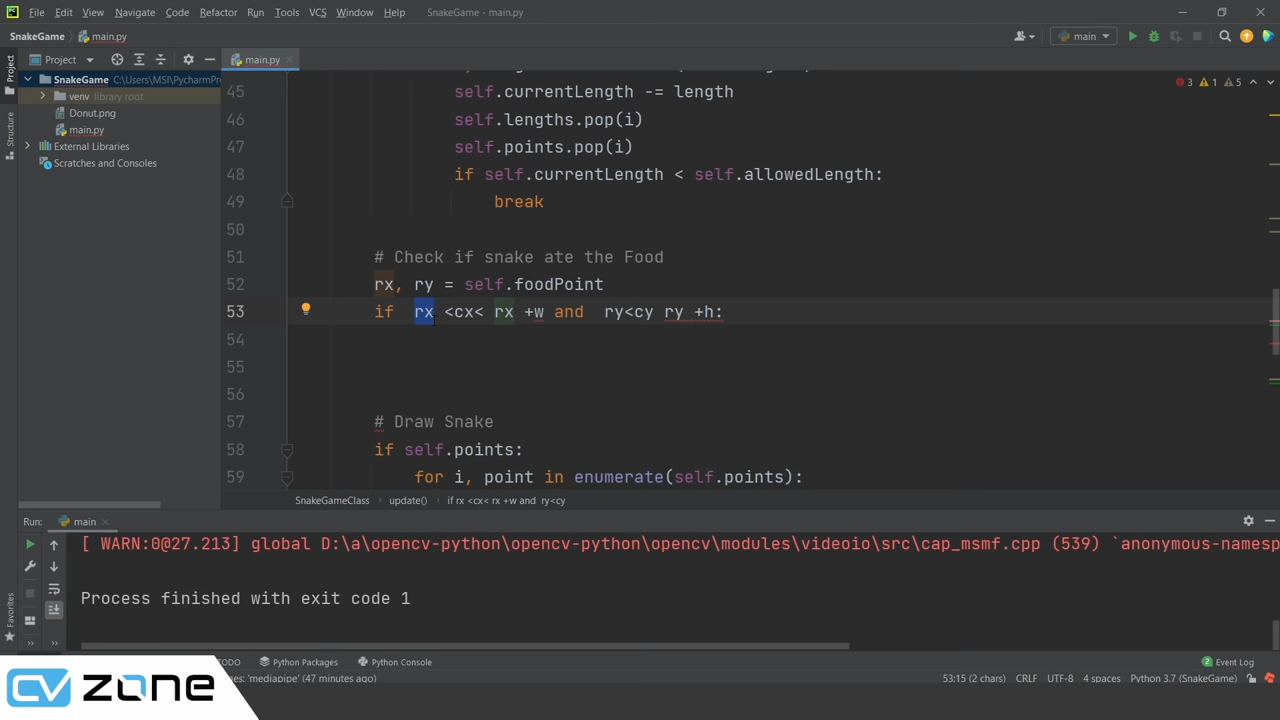 File Edit View Navigate Code Refactor Run Tools VCS Window Help SnakeGame - main.py
SnakeGame main.py main
Project main.py
SnakeGame C:\Users\MSI\PycharmPr
venv library root
Donut.png
main.py
External Libraries
Scratches and Consoles
Project
Structure
Favorites
3 1 5
45 self.currentLength -= length
46 self.lengths.pop(i)
47 self.points.pop(i)
48 if self.currentLength < self.allowedLength:
49 break
50
51 # Check if snake ate the Food
52 rx, ry = self.foodPoint
53 if rx <cx< rx +w and ry<cy ry +h:
54
55
56
57 # Draw Snake
58 if self.points:
59 for i, point in enumerate(self.points):
SnakeGameClass update() if rx <cx< rx +w and ry<cy
Run: main
[ WARN:0@27.213] global D:\a\opencv-python\opencv-python\opencv\modules\videoio\src\cap_msmf.cpp (539) `anonymous-namesp
Process finished with exit code 1
TODO Python Packages Python Console 2 Event Log
'mediapipe' (47 minutes ago) 53:15 (2 chars) CRLF UTF-8 4 spaces Python 3.7 (SnakeGame)
CV zone